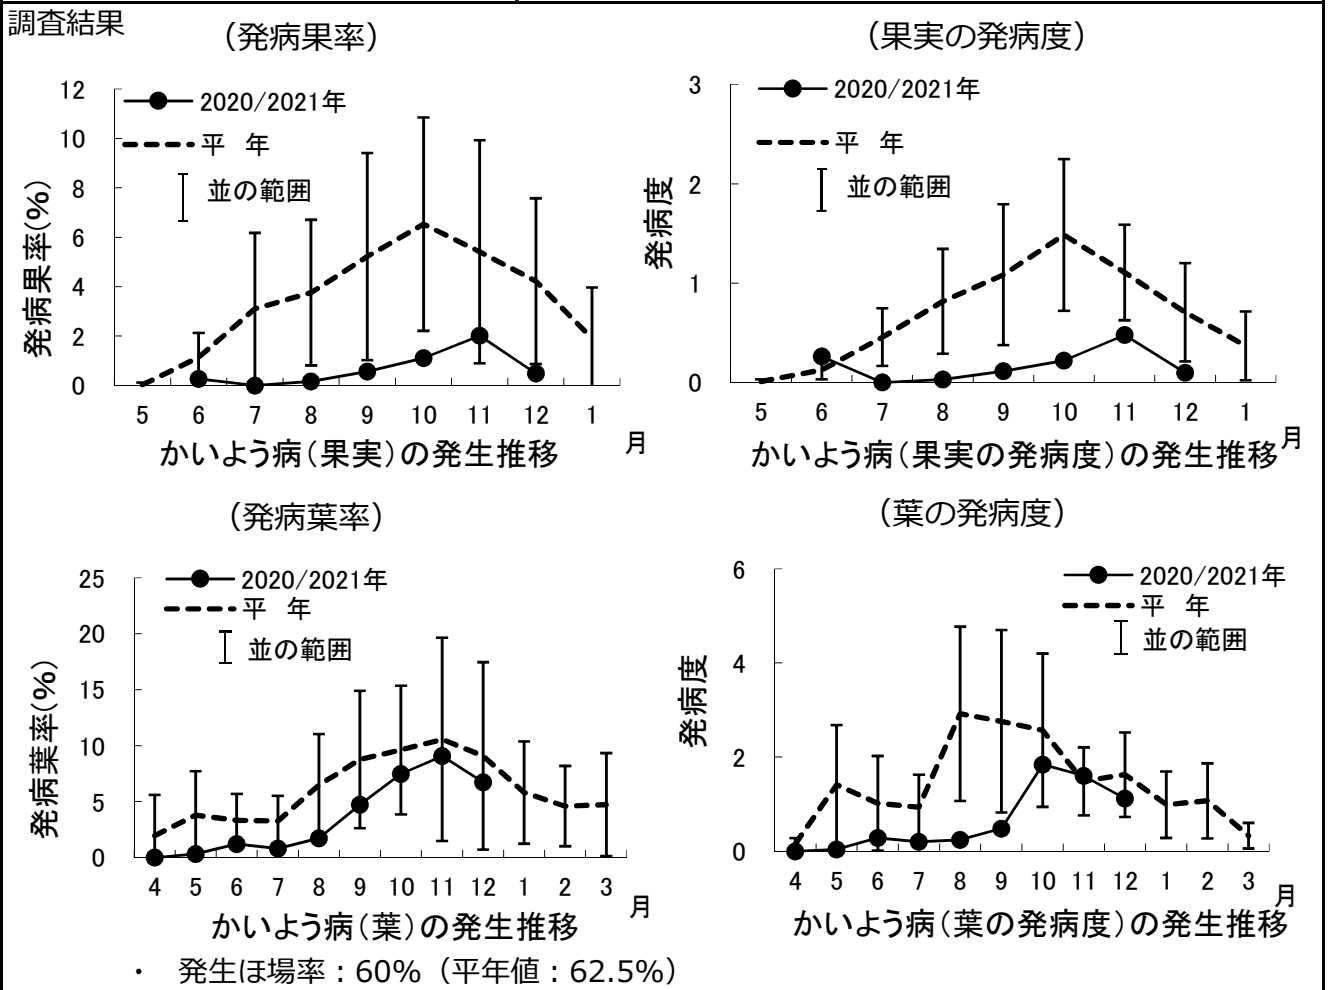 調査結果
（発病果率）
12
10
8
6
4
2
0
発病果率(%)
2020/2021年
平　年
並の範囲
5 6 7 8 9 10 11 12 1
月
かいよう病（果実）の発生推移
（果実の発病度）
3
2
1
0
発病度
2020/2021年
平　年
並の範囲
5 6 7 8 9 10 11 12 1
月
かいよう病（果実の発病度）の発生推移
（発病葉率）
25
20
15
10
5
0
発病葉率(%)
2020/2021年
平　年
並の範囲
4 5 6 7 8 9 10 11 12 1 2 3
月
かいよう病（葉）の発生推移
（葉の発病度）
6
4
2
0
発病度
2020/2021年
平　年
並の範囲
4 5 6 7 8 9 10 11 12 1 2 3
月
かいよう病（葉の発病度）の発生推移
・　発生ほ場率：60%（平年値：62.5%）